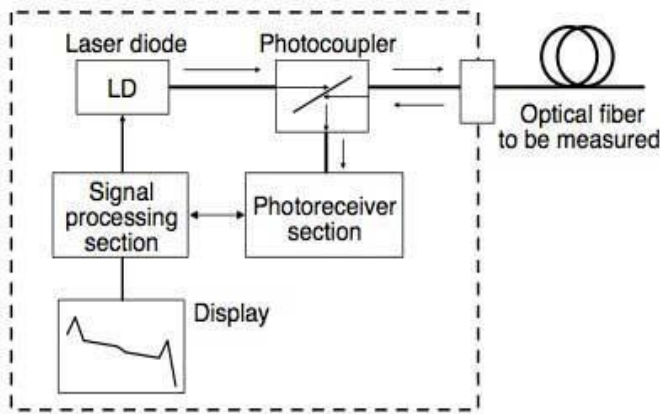 Laser diode
Photocoupler
LD
Optical fiber
to be measured
Signal
processing
section
Photoreceiver
section
Display